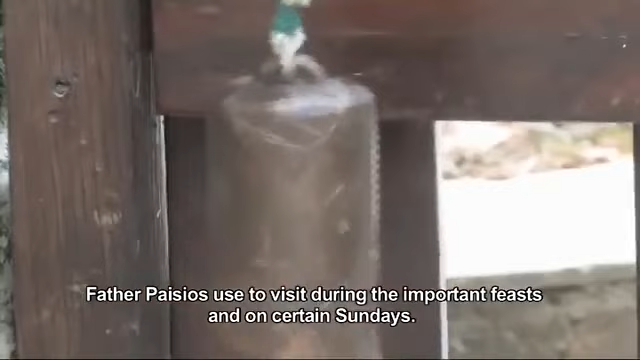 Father Paisios use to visit during the important feasts
and on certain Sundays.